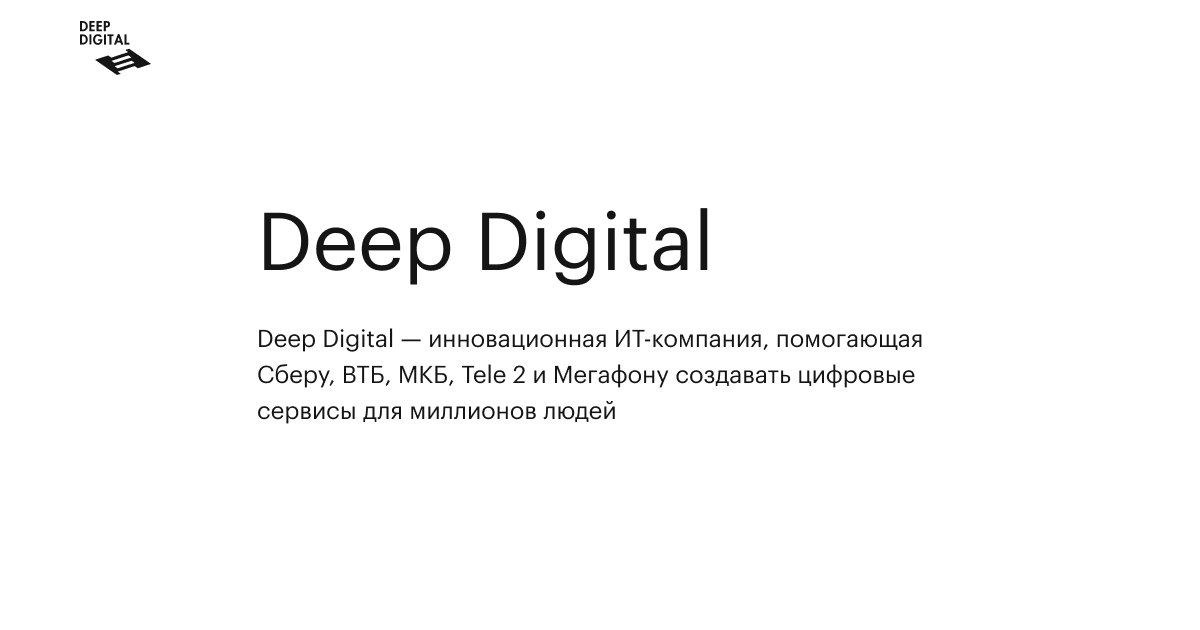 DEEP
DIGITAL
Deep Digital
Deep Digital — инновационная ИТ-компания, помогающая
Сберу, ВТБ, МКБ, Tele 2 и Мегафону создавать цифровые
сервисы для миллионов людей